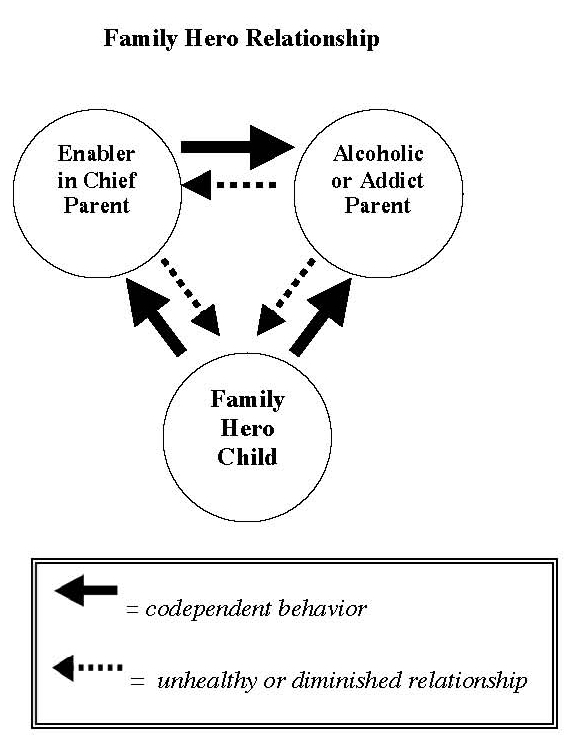 Family Hero Relationship
Enabler
in Chief
Parent
Alcoholic
or Addict
Parent
Family
Hero
Child
= codependent behavior
= unhealthy or diminished relationship